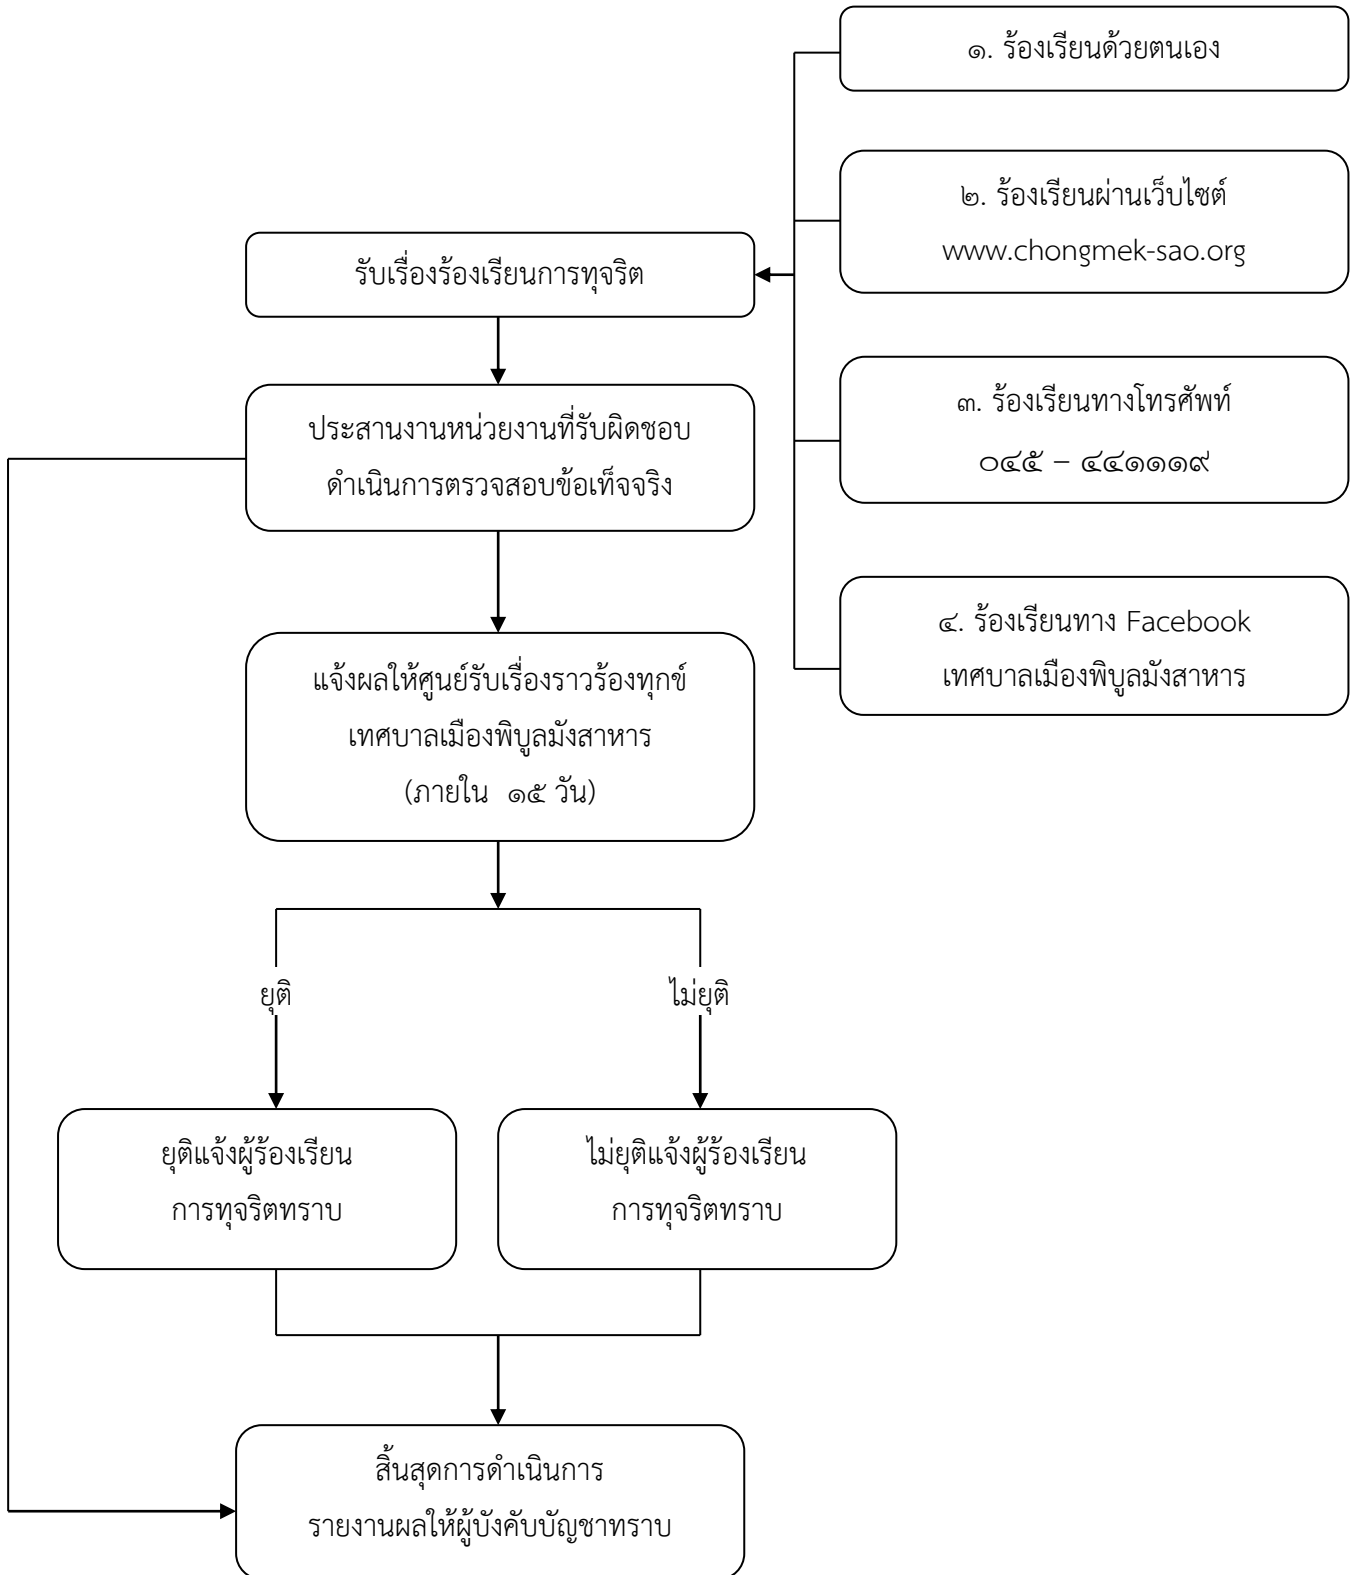 ๑. ร้องเรียนด้วยตนเอง
๒. ร้องเรียนผ่านเว็บไซต์
www.chongmek-sao.org
รับเรื่องร้องเรียนการทุจริต
๓. ร้องเรียนทางโทรศัพท์
๐๔๕ – ๔๔๑๑๑๙
ประสานงานหน่วยงานที่รับผิดชอบ
ดำเนินการตรวจสอบข้อเท็จจริง
๔. ร้องเรียนทาง Facebook
เทศบาลเมืองพิบูลมังสาหาร
แจ้งผลให้ศูนย์รับเรื่องราวร้องทุกข์
เทศบาลเมืองพิบูลมังสาหาร
(ภายใน ๑๕ วัน)
ยุติ
ไม่ยุติ
ยุติแจ้งผู้ร้องเรียน
การทุจริตทราบ
ไม่ยุติแจ้งผู้ร้องเรียน
การทุจริตทราบ
สิ้นสุดการดำเนินการ
รายงานผลให้ผู้บังคับบัญชาทราบ